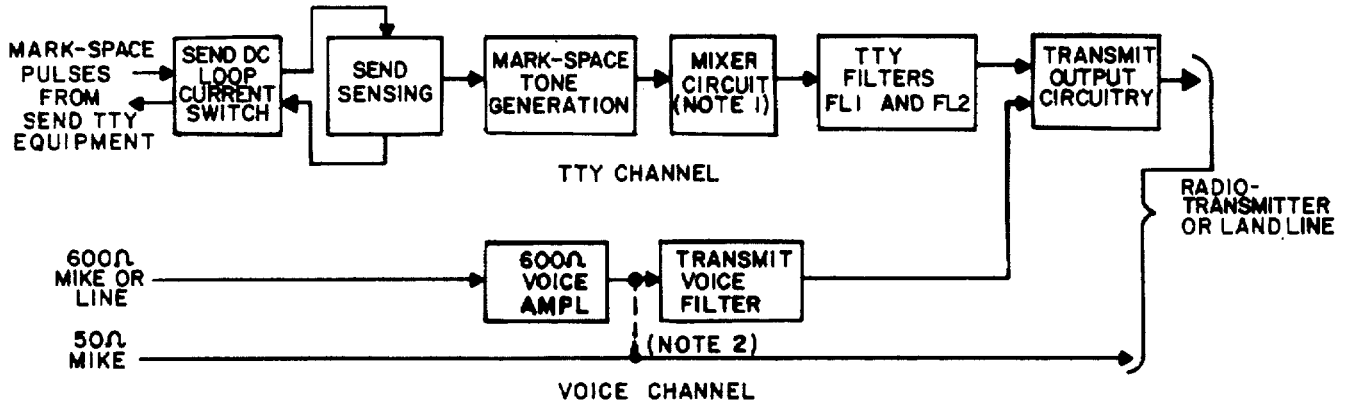 MARK-SPACE
PULSES
FROM
SEND TTY
EQUIPMENT
SEND DC
LOOP
CURRENT
SWITCH
SEND
SENSING
MARK-SPACE
TONE
GENERATION
MIXER
CIRCUIT
(NOTE 1)
TTY
FILTERS
FL1 AND FL2
TRANSMIT
OUTPUT
CIRCUITRY
TTY CHANNEL
RADIO-
TRANSMITTER
OR LANDLINE
600Ω
MIKE OR
LINE
600Ω
VOICE
AMPL
TRANSMIT
VOICE
FILTER
50Ω
MIKE
(NOTE 2)
VOICE CHANNEL